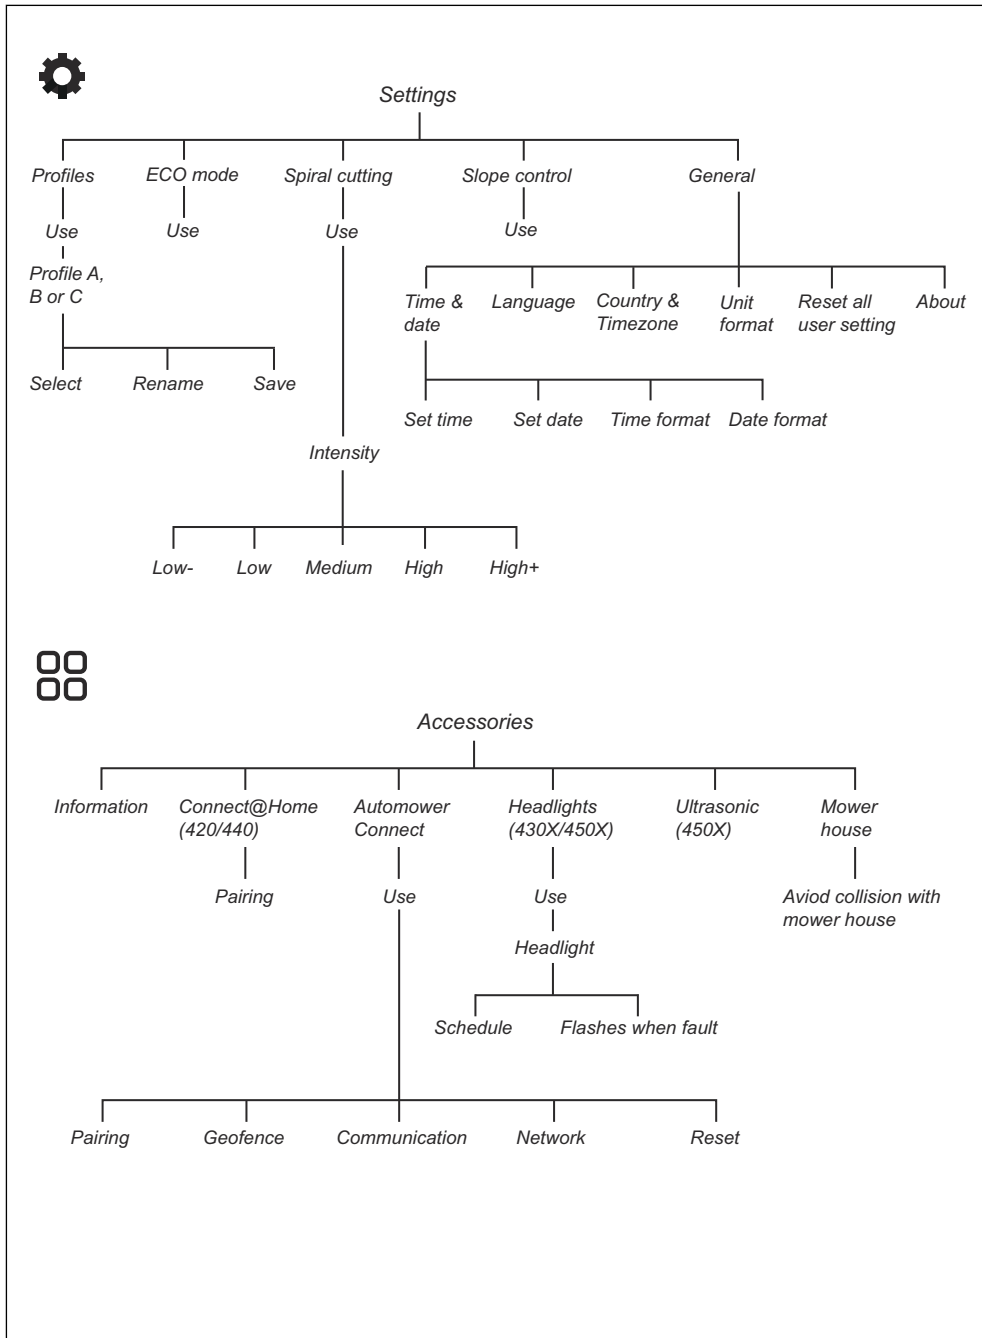 Settings
Profiles
ECO mode
Spiral cutting
Slope control
General
Use
Use
Use
Use
Profile A,
B or C
Time &
date
Language
Country &
Timezone
Unit
format
Reset all
user setting
About
Select
Rename
Save
Set time
Set date
Time format
Date format
Intensity
Low-
Low
Medium
High
High+
Accessories
Information
Connect@Home
(420/440)
Automower
Connect
Headlights
(430X/450X)
Ultrasonic
(450X)
Mower
house
Pairing
Use
Use
Aviod collision with
mower house
Headlight
Schedule
Flashes when fault
Pairing
Geofence
Communication
Network
Reset